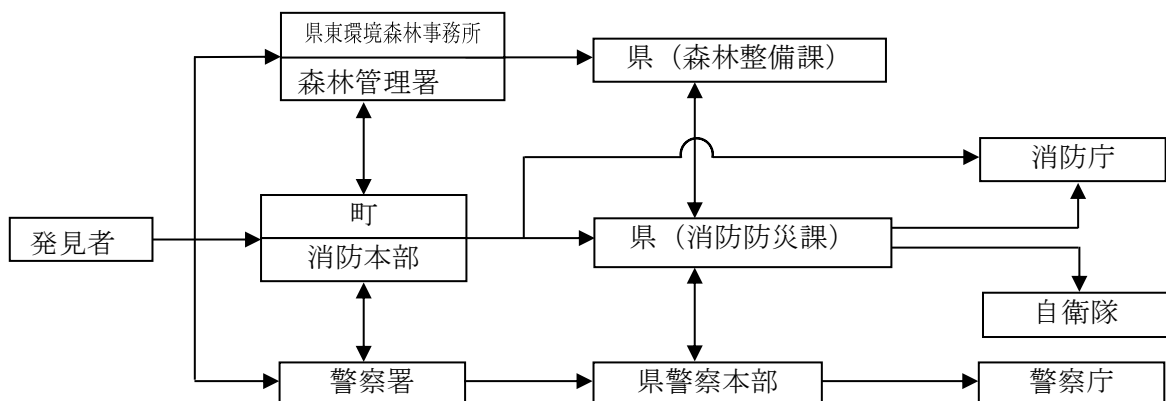 県東環境森林事務所
森林管理署
県（森林整備課）
消防庁
町
消防本部
発見者
県（消防防災課）
自衛隊
警察署
県警察本部
警察庁